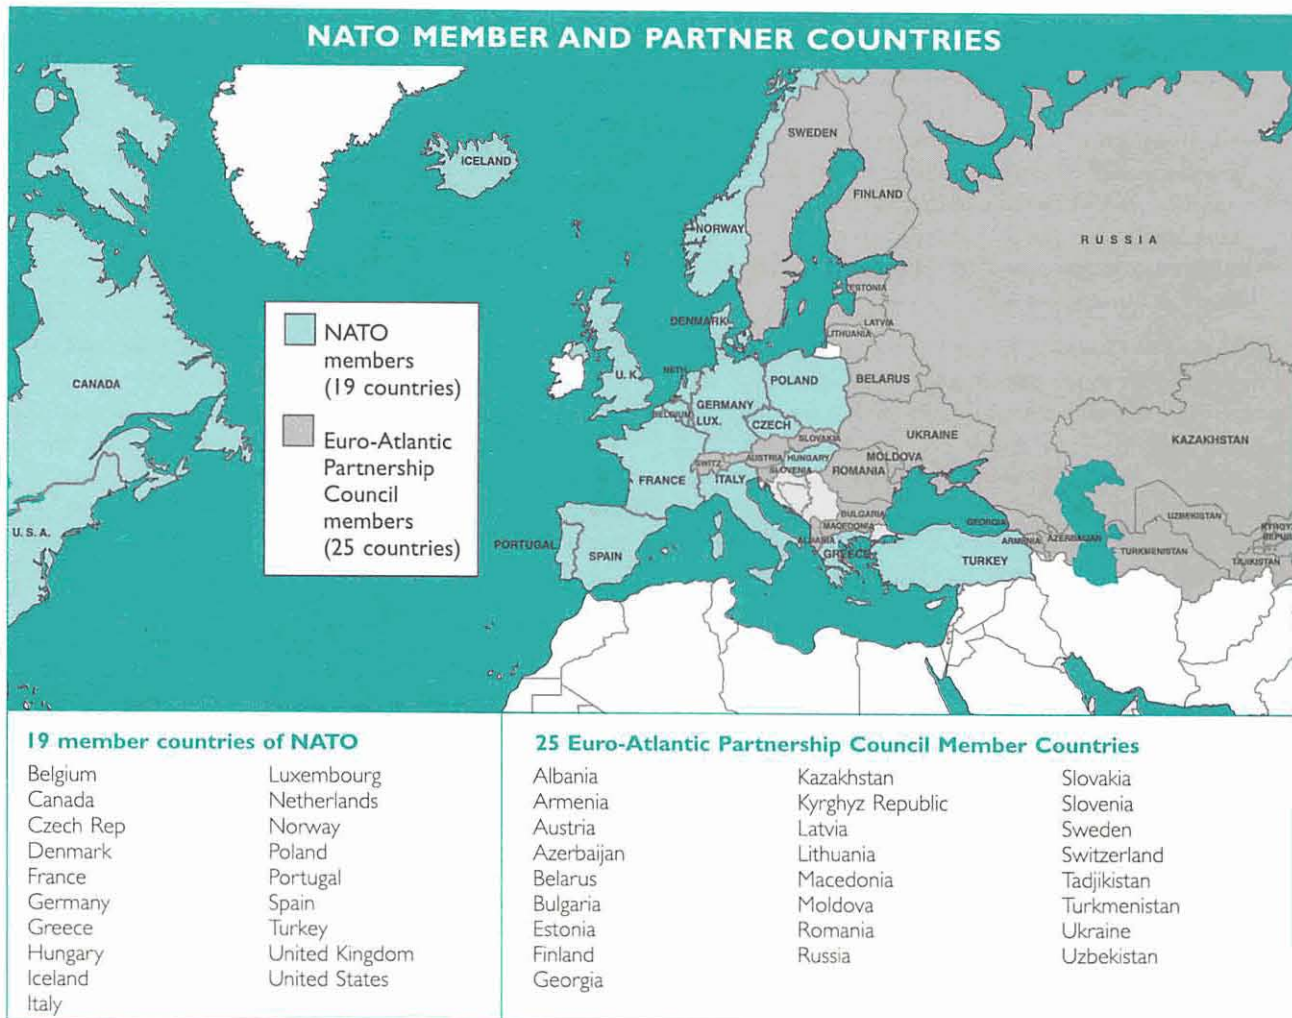 NATO MEMBER AND PARTNER COUNTRIES
ICELAND
SWEDEN
FINLAND
NORWAY
RUSSIA
ESTONIA
LATVIA
LITHUANIA
DENMARK
CANADA
U.S.A.
NATO
members
(19 countries)
Euro-Atlantic
Partnership
Council
members
(25 countries)
U. K.
NETH.
BELGIUM
GERMANY
LUX.
POLAND
BELARUS
CZECH
SLOVAKIA
UKRAINE
KAZAKHSTAN
FRANCE
SWITZ
AUSTRIA
HUNGARY
SLOVENIA
MOLDOVA
ROMANIA
ITALY
BULGARIA
MACEDONIA
ALBANIA
GREECE
PORTUGAL
SPAIN
TURKEY
GEORGIA
ARMENIA
AZERBAIJAN
UZBEKISTAN
TURKMENISTAN
KYRGYZ
REPUB
TAJIKISTAN
19 member countries of NATO
Belgium
Canada
Czech Rep
Denmark
France
Germany
Greece
Hungary
Iceland
Italy
Luxembourg
Netherlands
Norway
Poland
Portugal
Spain
Turkey
United Kingdom
United States
25 Euro-Atlantic Partnership Council Member Countries
Albania
Armenia
Austria
Azerbaijan
Belarus
Bulgaria
Estonia
Finland
Georgia
Kazakhstan
Kyrghyz Republic
Latvia
Lithuania
Macedonia
Moldova
Romania
Russia
Slovakia
Slovenia
Sweden
Switzerland
Tadjikistan
Turkmenistan
Ukraine
Uzbekistan